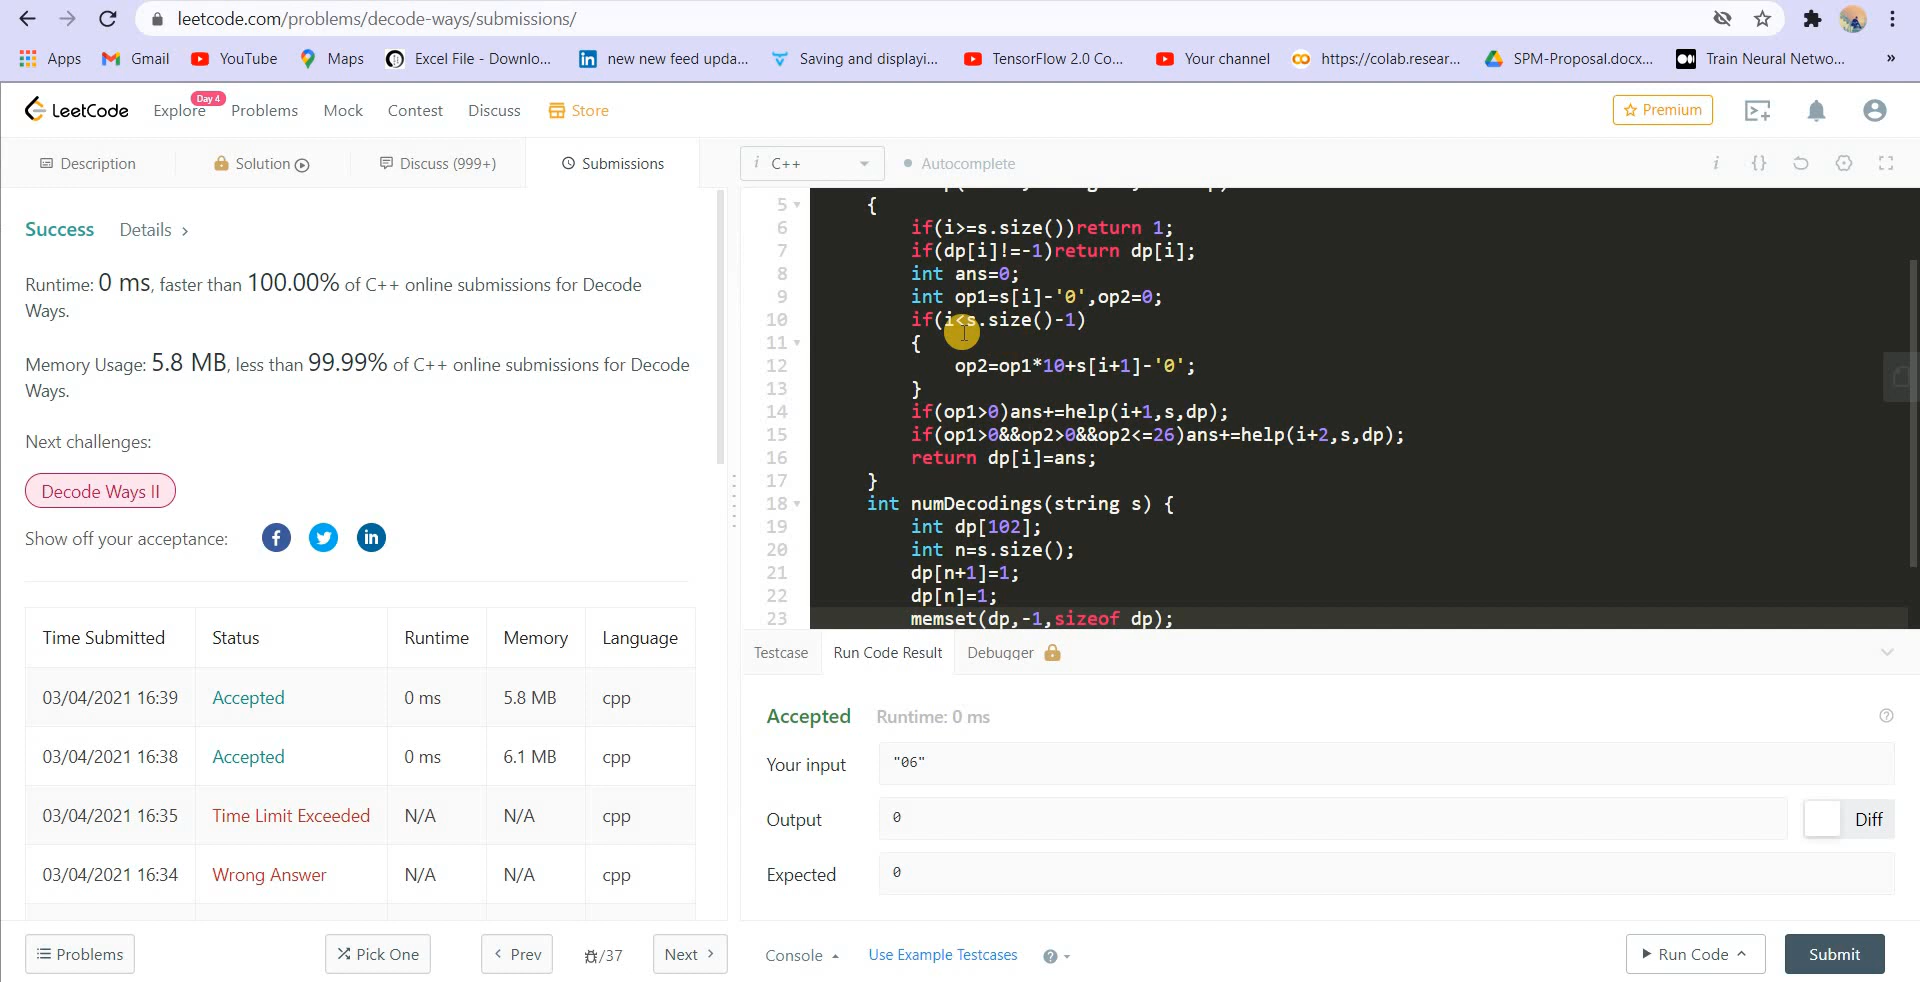 leetcode.com/problems/decode-ways/submissions/
Apps Gmail YouTube Maps Excel File - Downlo... new new feed upda... Saving and displayi... TensorFlow 2.0 Co... Your channel https://colab.resear... SPM-Proposal.docx... Train Neural Netwo... »
LeetCode Explore Day 4 Problems Mock Contest Discuss Store Premium
Description Solution Discuss (999+) Submissions
i C++ Autocomplete i {}
Success Details >
Runtime: 0 ms, faster than 100.00% of C++ online submissions for Decode
Ways.
Memory Usage: 5.8 MB, less than 99.99% of C++ online submissions for Decode
Ways.
Next challenges:
Decode Ways II
Show off your acceptance:
Time Submitted Status Runtime Memory Language
03/04/2021 16:39 Accepted 0 ms 5.8 MB cpp
03/04/2021 16:38 Accepted 0 ms 6.1 MB cpp
03/04/2021 16:35 Time Limit Exceeded N/A N/A cpp
03/04/2021 16:34 Wrong Answer N/A N/A cpp
5 {
6 if(i>=s.size())return 1;
7 if(dp[i]!=-1)return dp[i];
8 int ans=0;
9 int op1=s[i]-'0',op2=0;
10 if(i<s.size()-1)
11 {
12 op2=op1*10+s[i+1]-'0';
13 }
14 if(op1>0)ans+=help(i+1,s,dp);
15 if(op1>0&&op2>0&&op2<=26)ans+=help(i+2,s,dp);
16 return dp[i]=ans;
17 }
18 int numDecodings(string s) {
19 int dp[102];
20 int n=s.size();
21 dp[n+1]=1;
22 dp[n]=1;
23 memset(dp,-1,sizeof dp);
Testcase Run Code Result Debugger
Accepted Runtime: 0 ms
Your input "06"
Output 0 Diff
Expected 0
Problems Pick One < Prev /37 Next >
Console Use Example Testcases Run Code Submit